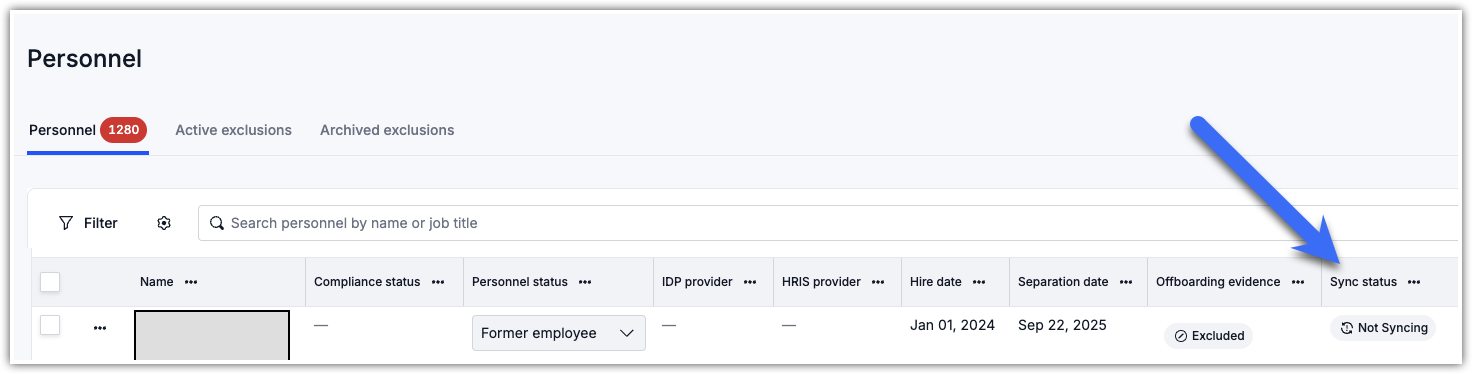 Personnel
Personnel 1280 Active exclusions Archived exclusions
Filter Search personnel by name or job title
Name ••• Compliance status ••• Personnel status ••• IDP provider ••• HRIS provider ••• Hire date ••• Separation date ••• Offboarding evidence ••• Sync status •••
••• — Former employee — — Jan 01, 2024 Sep 22, 2025 Excluded Not Syncing